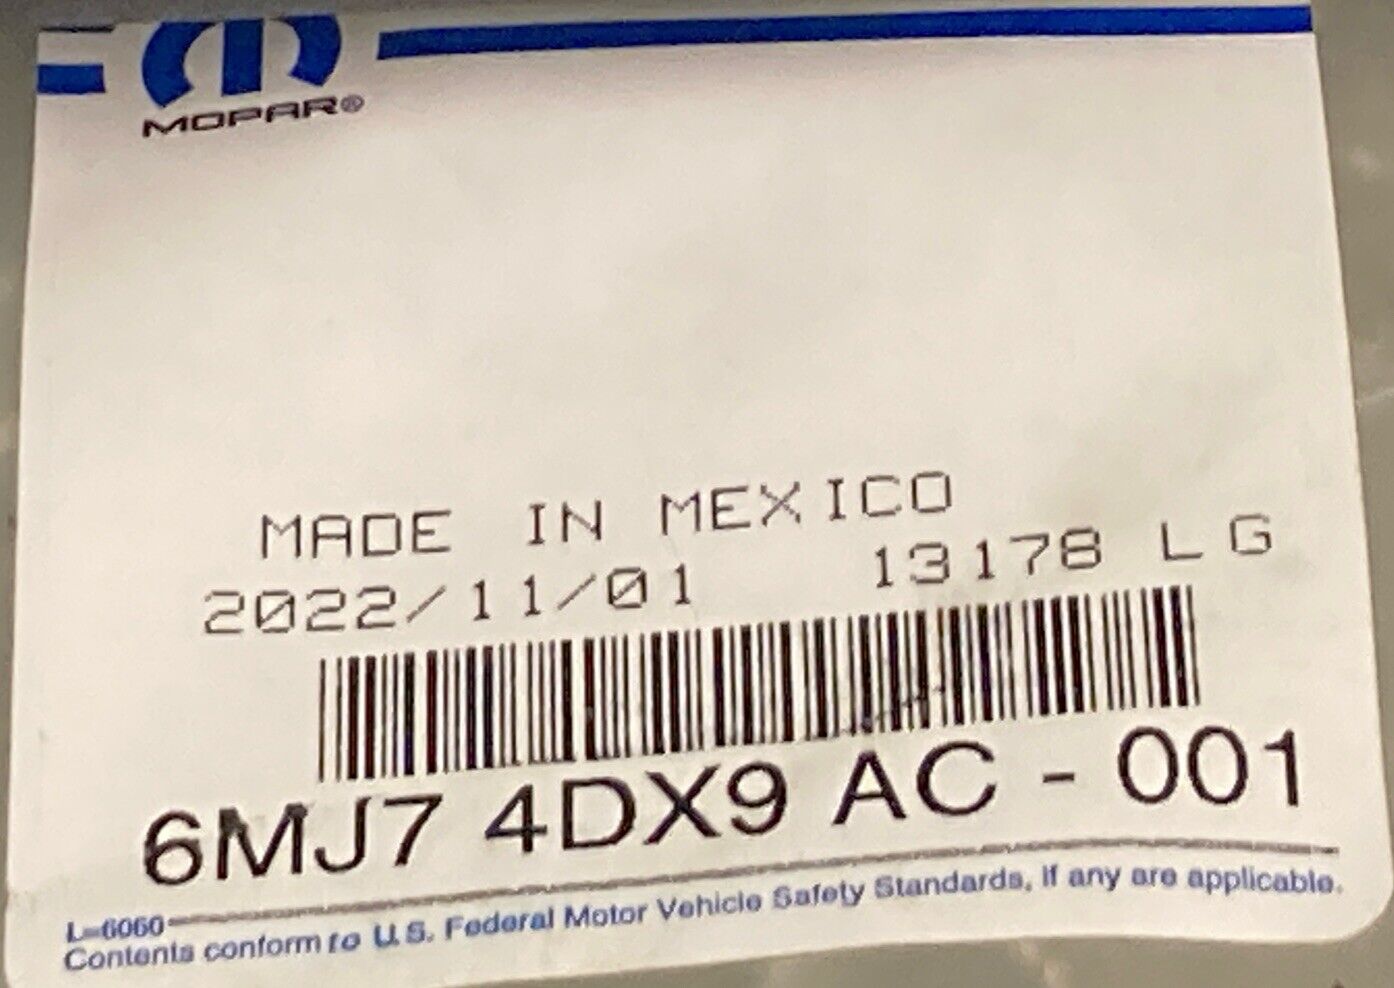 MOPAR®
MADE IN MEXICO
2022/11/01 13178 LG
6MJ7 4DX9 AC - 001
L-6060
Contents conform to U.S. Federal Motor Vehicle Safety Standards, if any are applicable.